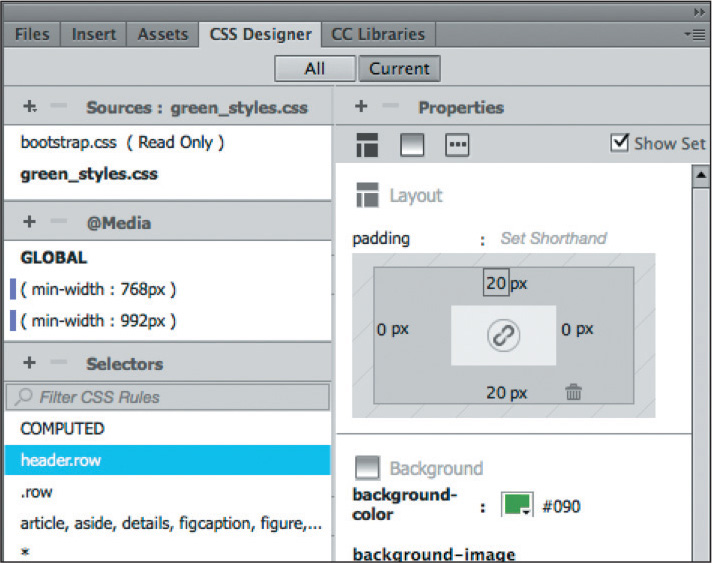 Files Insert Assets CSS Designer CC Libraries
All Current
Sources : green_styles.css
bootstrap.css ( Read Only )
green_styles.css
@Media
GLOBAL
( min-width : 768px )
( min-width : 992px )
Selectors
Filter CSS Rules
COMPUTED
header.row
.row
article, aside, details, figcaption, figure,...
*
Properties
Show Set
Layout
padding : Set Shorthand
20 px
0 px
0 px
20 px
Background
background-
color : #090
background-image